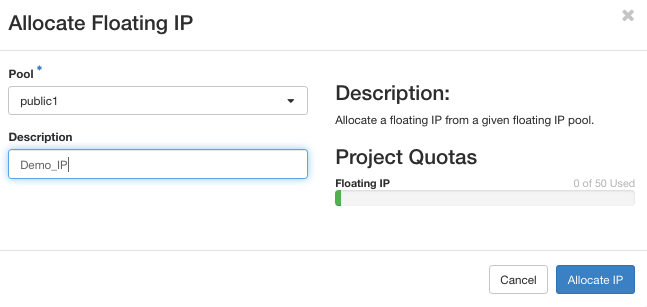 Allocate Floating IP
×
Pool *
public1
Description
Demo_IP
Description:
Allocate a floating IP from a given floating IP pool.
Project Quotas
Floating IP
0 of 50 Used
Cancel
Allocate IP